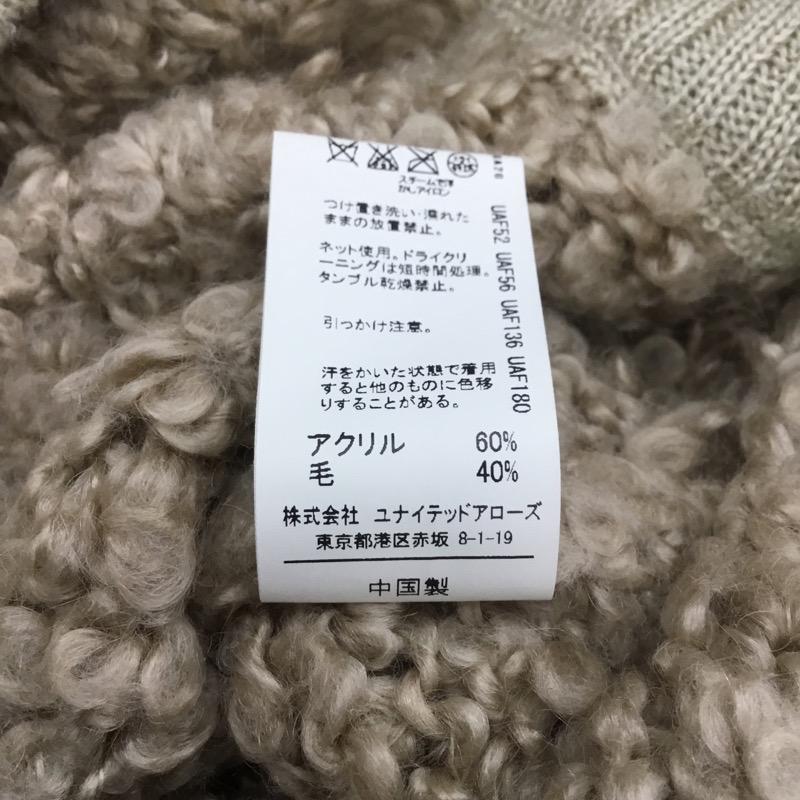 スチームで浮
かしアイロン
つけ置き洗い・濡れた
ままの放置禁止。
ネット使用。ドライクリ
ーニングは短時間処理。
タンブル乾燥禁止。
引っかけ注意。
汗をかいた状態で着用
すると他のものに色移
りすることがある。
アクリル 60%
毛 40%
株式会社 ユナイテッドアローズ
東京都港区赤坂 8-1-19
中国製
UAF52 UAF56 UAF136 UAF180